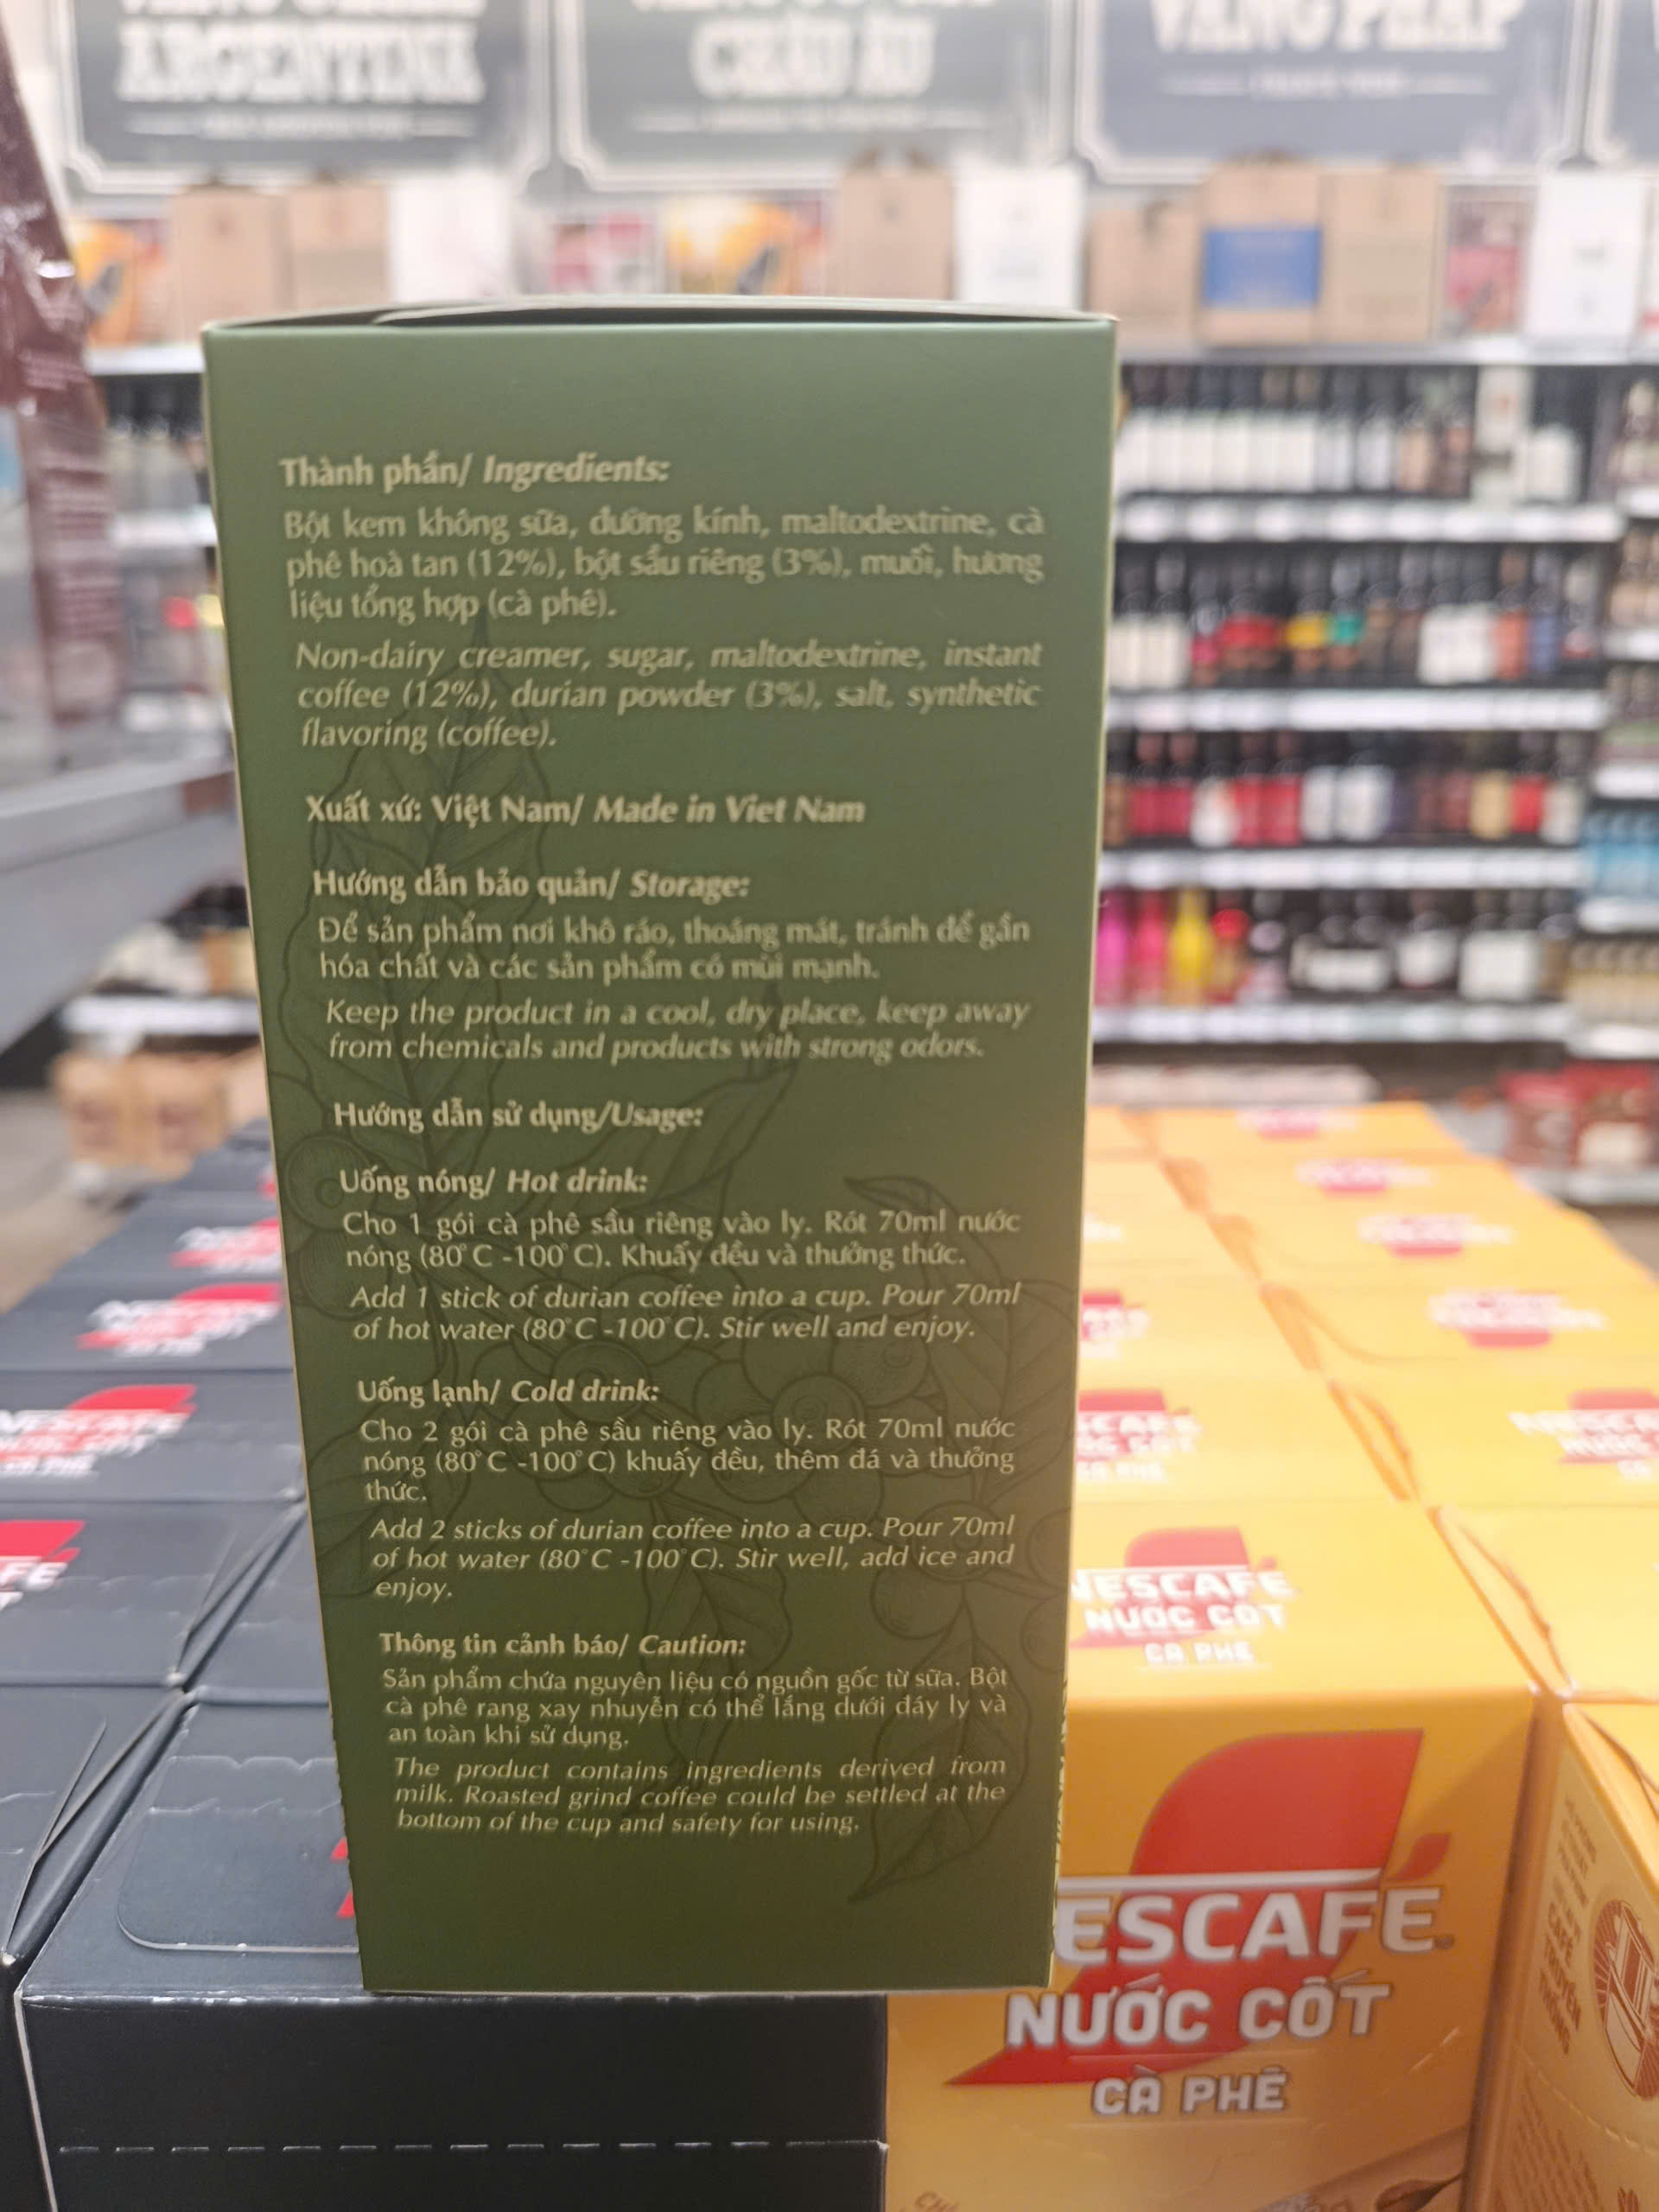 ARGENTINA
CHÂU ÂU
VANG PHÁP
Thành phần/ Ingredients:
Bột kem không sữa, đường kính, maltodextrine, cà
phê hoà tan (12%), bột sầu riêng (3%), muối, hương
liệu tổng hợp (cà phê).
Non-dairy creamer, sugar, maltodextrine, instant
coffee (12%), durian powder (3%), salt, synthetic
flavoring (coffee).
Xuất xứ: Việt Nam/ Made in Viet Nam
Hướng dẫn bảo quản/ Storage:
Để sản phẩm nơi khô ráo, thoáng mát, tránh để gần
hóa chất và các sản phẩm có mùi mạnh.
Keep the product in a cool, dry place, keep away
from chemicals and products with strong odors.
Hướng dẫn sử dụng/Usage:
Uống nóng/ Hot drink:
Cho 1 gói cà phê sầu riêng vào ly. Rót 70ml nước
nóng (80°C -100°C). Khuấy đều và thưởng thức.
Add 1 stick of durian coffee into a cup. Pour 70ml
of hot water (80°C -100°C). Stir well and enjoy.
Uống lạnh/ Cold drink:
Cho 2 gói cà phê sầu riêng vào ly. Rót 70ml nước
nóng (80°C -100°C) khuấy đều, thêm đá và thưởng
thức.
Add 2 sticks of durian coffee into a cup. Pour 70ml
of hot water (80°C -100°C). Stir well, add ice and
enjoy.
Thông tin cảnh báo/ Caution:
Sản phẩm chứa nguyên liệu có nguồn gốc từ sữa. Bột
cà phê rang xay nhuyễn có thể lắng dưới đáy ly và
an toàn khi sử dụng.
The product contains ingredients derived from
milk. Roasted grind coffee could be settled at the
bottom of the cup and safety for using.
NESCAFÉ
NƯỚC CỐT
CÀ PHÊ
ESCAFÉ
NƯỚC CỐT
CÀ PHÊ